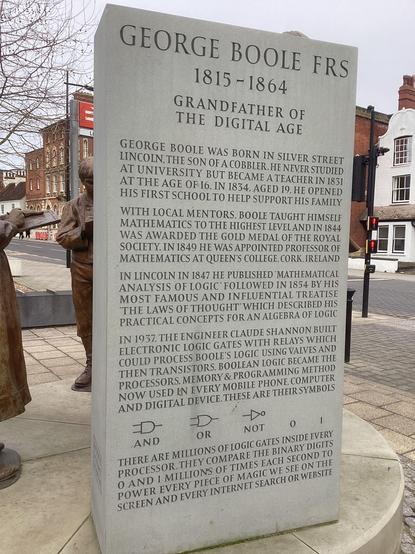 GEORGE BOOLE FRS
1815-1864
GRANDFATHER OF
THE DIGITAL AGE
GEORGE BOOLE WAS BORN IN SILVER STREET
LINCOLN, THE SON OF A COBBLER. HE NEVER STUDIED
AT UNIVERSITY BUT BECAME A TEACHER IN 1831
AT THE AGE OF 16. IN 1834, AGED 19, HE OPENED
HIS FIRST SCHOOL TO HELP SUPPORT HIS FAMILY
WITH LOCAL MENTORS, BOOLE TAUGHT HIMSELF
MATHEMATICS TO THE HIGHEST LEVEL AND IN 1844
WAS AWARDED THE GOLD MEDAL OF THE ROYAL
SOCIETY. IN 1849 HE WAS APPOINTED PROFESSOR OF
MATHEMATICS AT QUEEN'S COLLEGE, CORK, IRELAND
IN LINCOLN IN 1847 HE PUBLISHED 'MATHEMATICAL
ANALYSIS OF LOGIC' FOLLOWED IN 1854 BY HIS
MOST FAMOUS AND INFLUENTIAL TREATISE
'THE LAWS OF THOUGHT' WHICH DESCRIBED HIS
PRACTICAL CONCEPTS FOR AN ALGEBRA OF LOGIC
IN 1937, THE ENGINEER CLAUDE SHANNON BUILT
ELECTRONIC LOGIC GATES WITH RELAYS WHICH
COULD PROCESS BOOLE'S LOGIC USING VALVES AND
THEN TRANSISTORS. BOOLEAN LOGIC BECAME THE
PROCESSORS, MEMORY & PROGRAMMING METHOD
NOW USED IN EVERY MOBILE PHONE, COMPUTER
AND DIGITAL DEVICE. THESE ARE THEIR SYMBOLS
AND OR NOT 0 1
THERE ARE MILLIONS OF LOGIC GATES INSIDE EVERY
PROCESSOR. THEY COMPARE THE BINARY DIGITS
0 AND 1 MILLIONS OF TIMES EACH SECOND TO
POWER EVERY PIECE OF MAGIC WE SEE ON THE
SCREEN AND EVERY INTERNET SEARCH OR WEBSITE